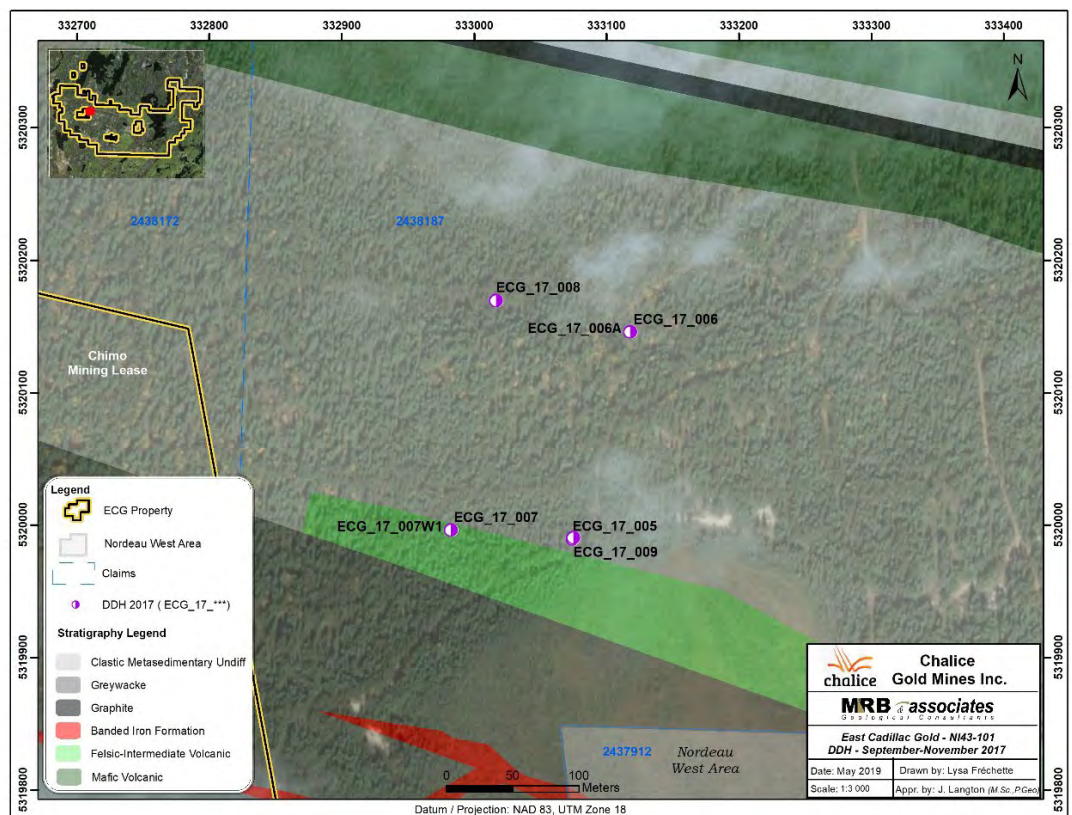 332700 332800 332900 333000 333100 333200 333300 333400
N
5320300
5320300
2438172
2438187
5320200
5320200
ECG_17_008
ECG_17_006
ECG_17_006A
Chimo
Mining Lease
5320100
5320100
Legend
ECG Property
Nordeau West Area
Claims
DDH 2017 ( ECG_17_***)
Stratigraphy Legend
Clastic Metasedimentary Undiff
Greywacke
Graphite
Banded Iron Formation
Felsic-Intermediate Volcanic
Mafic Volcanic
5320000
5320000
ECG_17_007
ECG_17_007W1
ECG_17_005
ECG_17_009
5319900
5319900
2437912
Nordeau
West Area
0 50 100
Meters
5319800
5319800
chalice
Chalice
Gold Mines Inc.
MRB & associates
Geological Consultants
East Cadillac Gold - NI43-101
DDH - September-November 2017
Date: May 2019
Drawn by: Lysa Fréchette
Scale: 1:3 000
Appr. by: J. Langton (M.Sc.,P.Geo)
Datum / Projection: NAD 83, UTM Zone 18